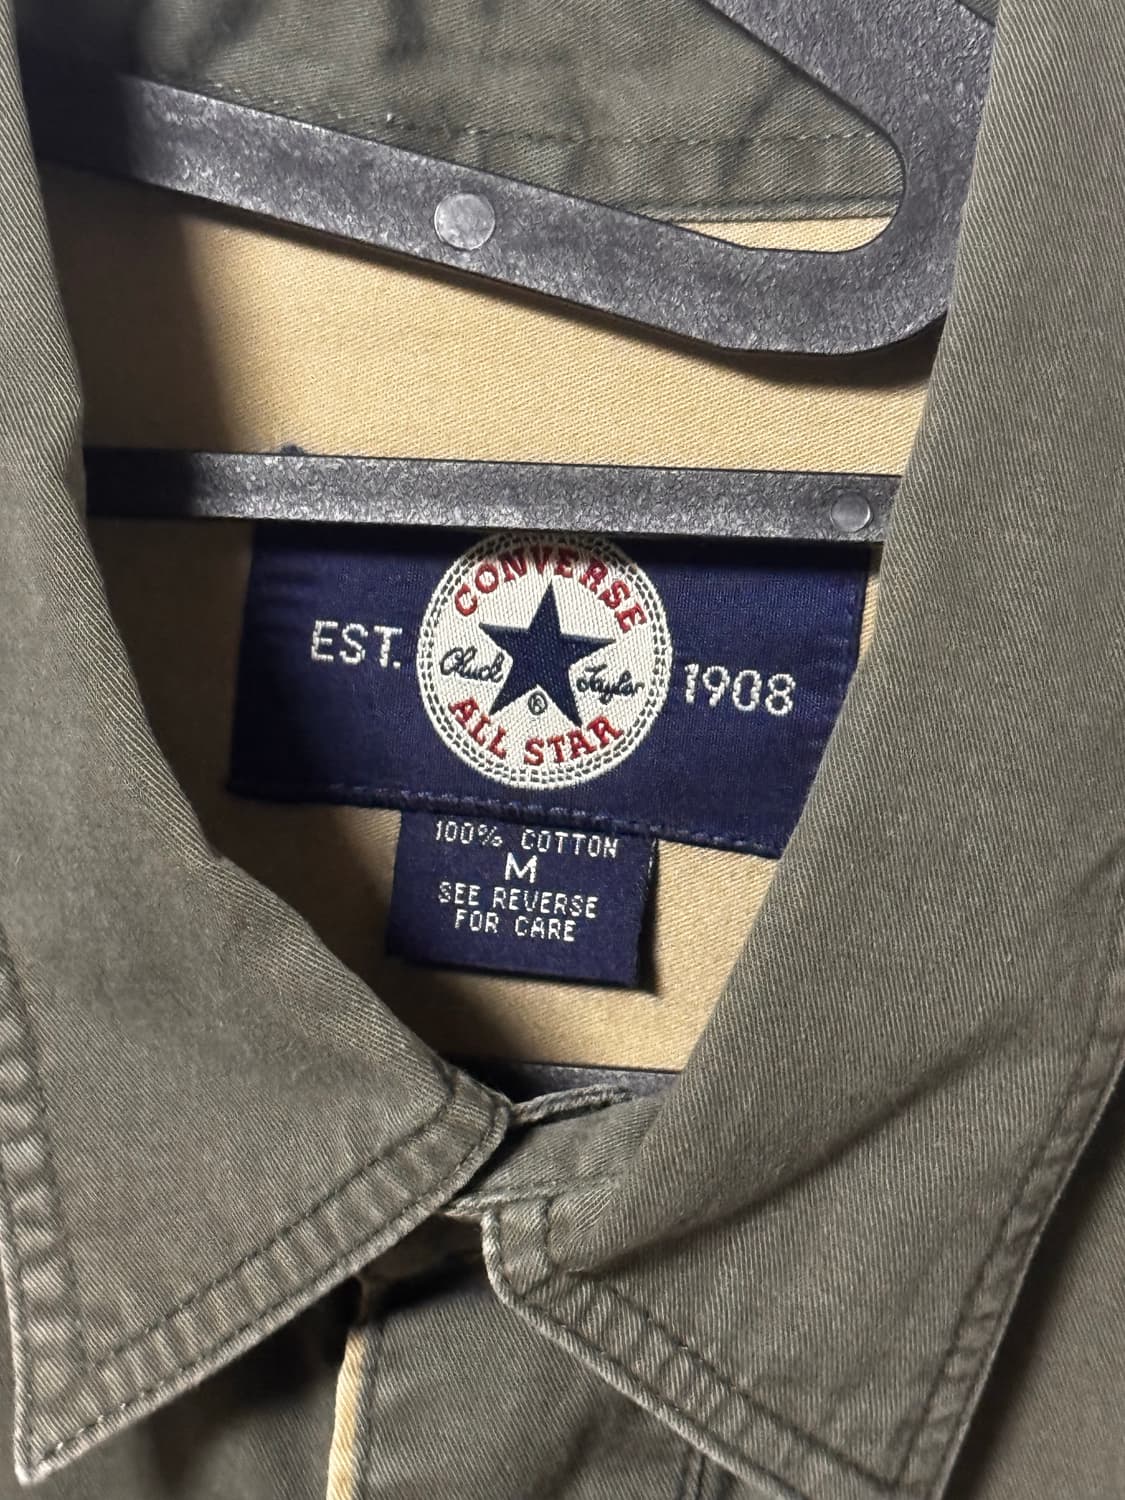 EST.
CONVERSE
Chuck Taylor
®
ALL STAR
1908
100% COTTON
M
SEE REVERSE
FOR CARE